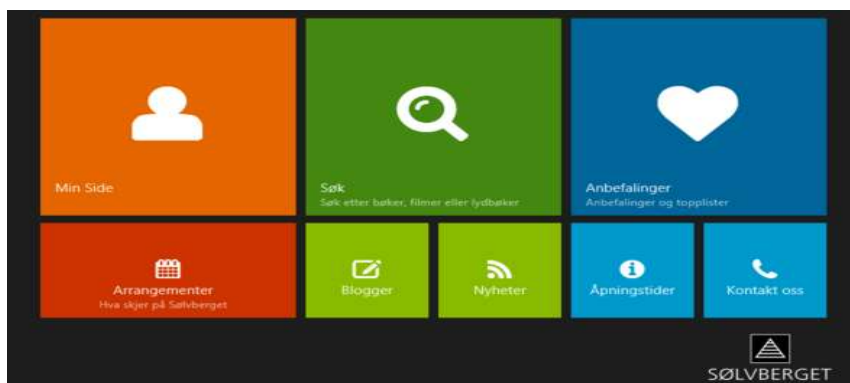 Min Side
Søk
Søk etter bøker, filmer eller lydbøker
Anbefalinger
Anbefalinger og topplister
Arrangementer
Hva skjer på Sølvberget
Blogger
Nyheter
Åpningstider
Kontakt oss
SØLVBERGET